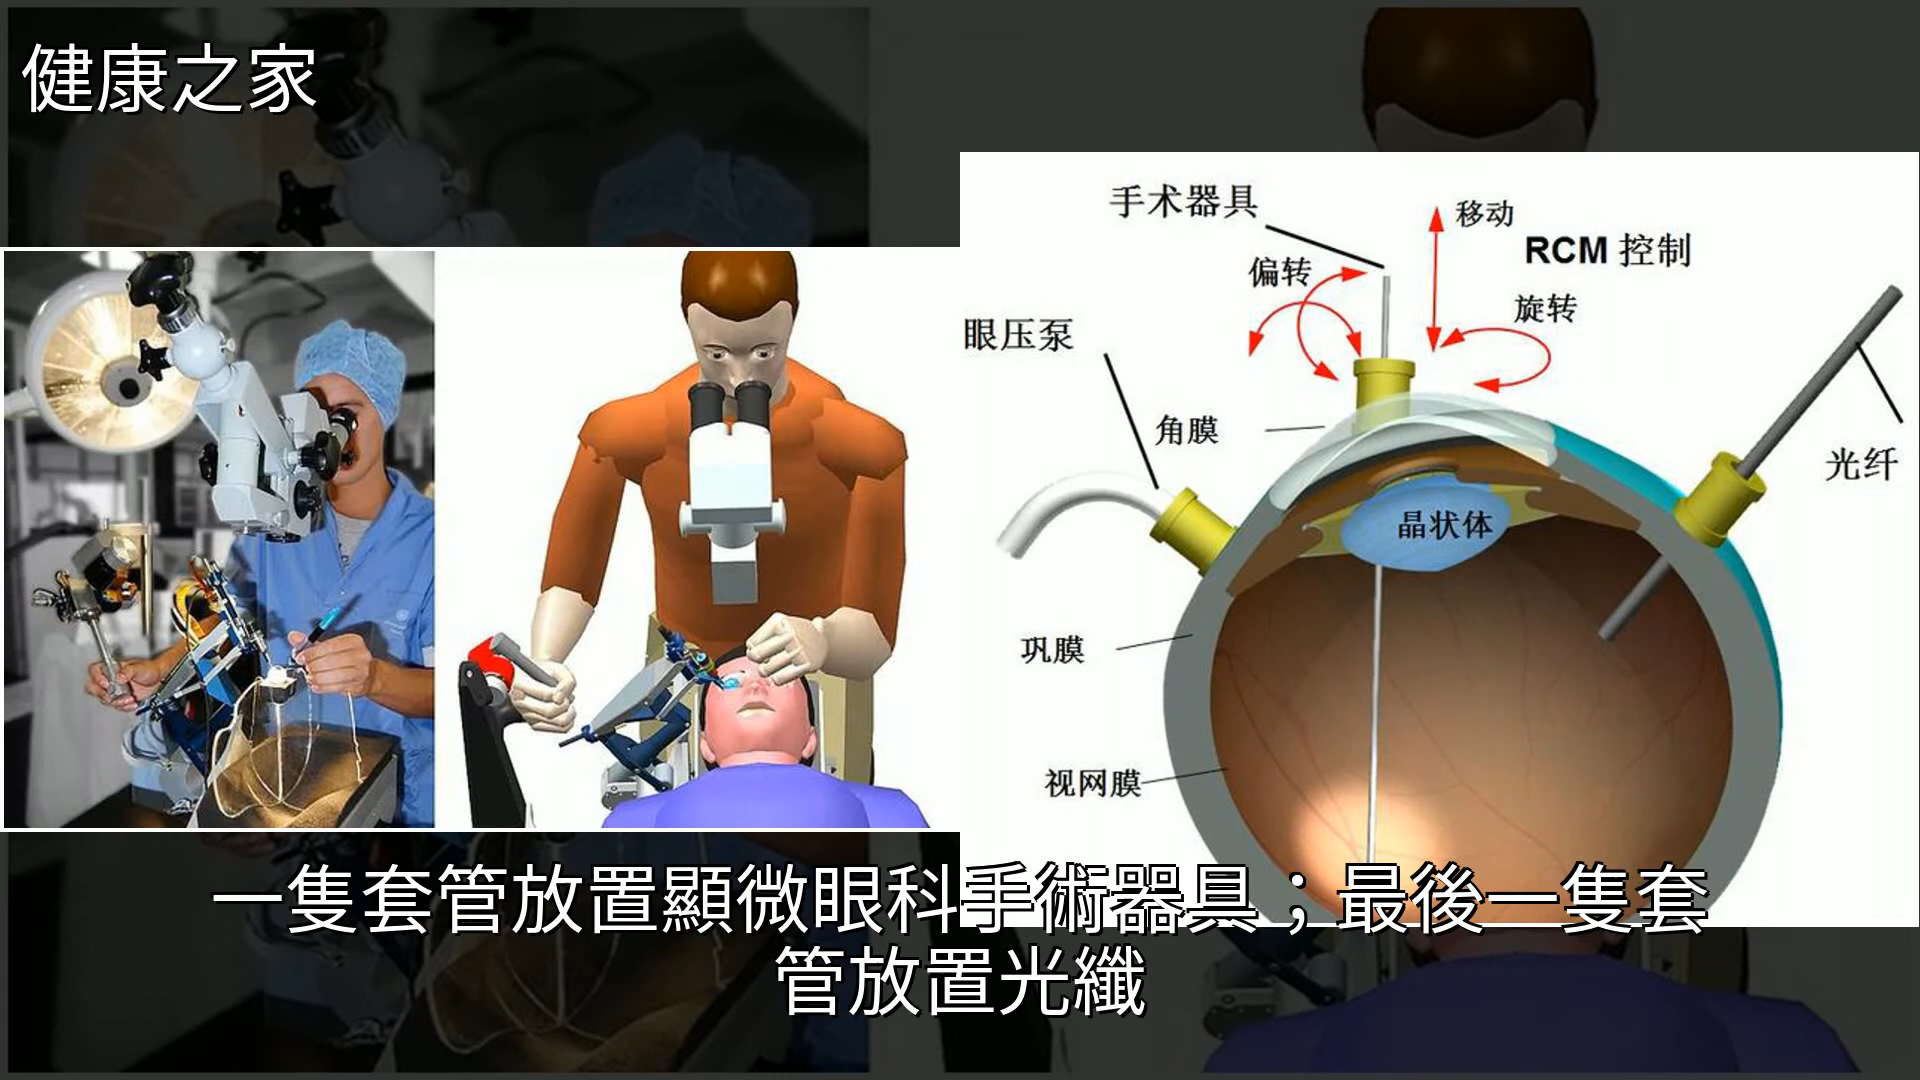 健康之家
手术器具
移动
RCM 控制
偏转
旋转
眼压泵
角膜
光纤
晶状体
巩膜
视网膜
一隻套管放置顯微眼科手術器具；最後一隻套
管放置光纖